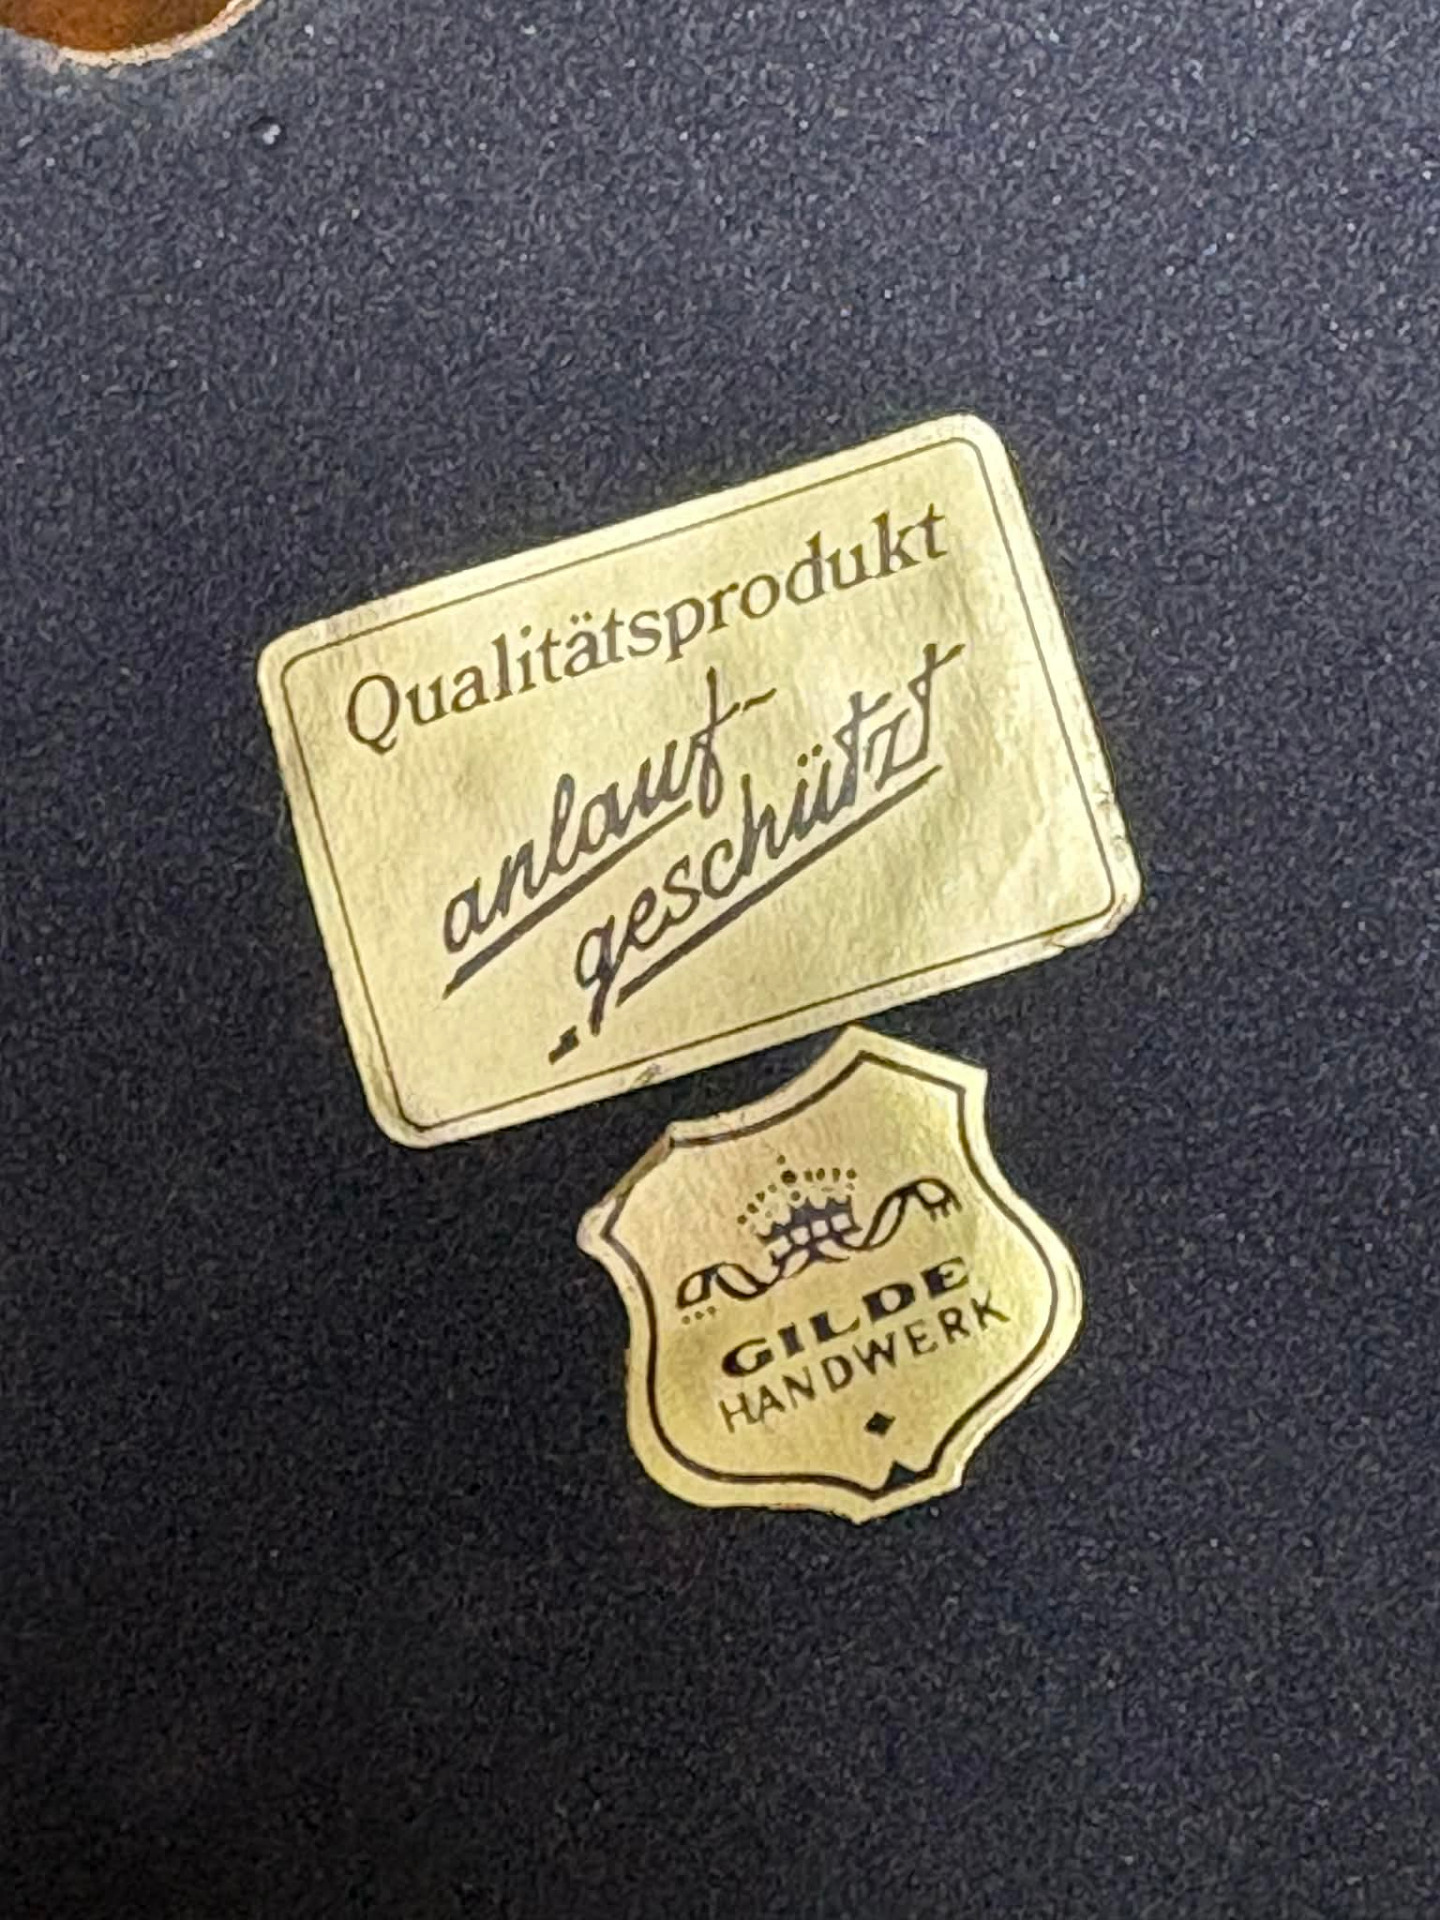 Qualitätsprodukt
anlauf-
geschützt
GILDE
HANDWERK